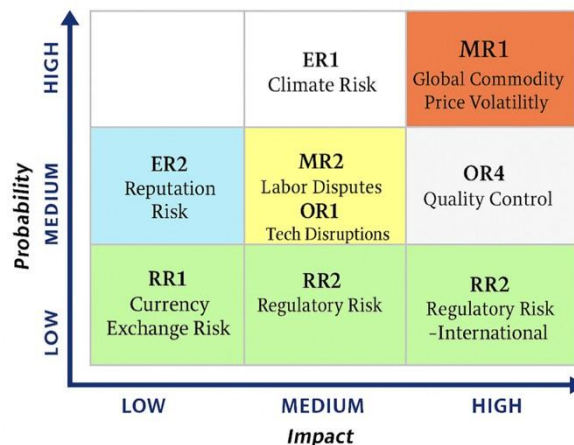 Probability
HIGH
MEDIUM
LOW
ER1
Climate Risk
MR1
Global Commodity
Price Volatilitly
ER2
Reputation
Risk
MR2
Labor Disputes
OR1
Tech Disruptions
OR4
Quality Control
RR1
Currency
Exchange Risk
RR2
Regulatory Risk
RR2
Regulatory Risk
-International
LOW
MEDIUM
HIGH
Impact